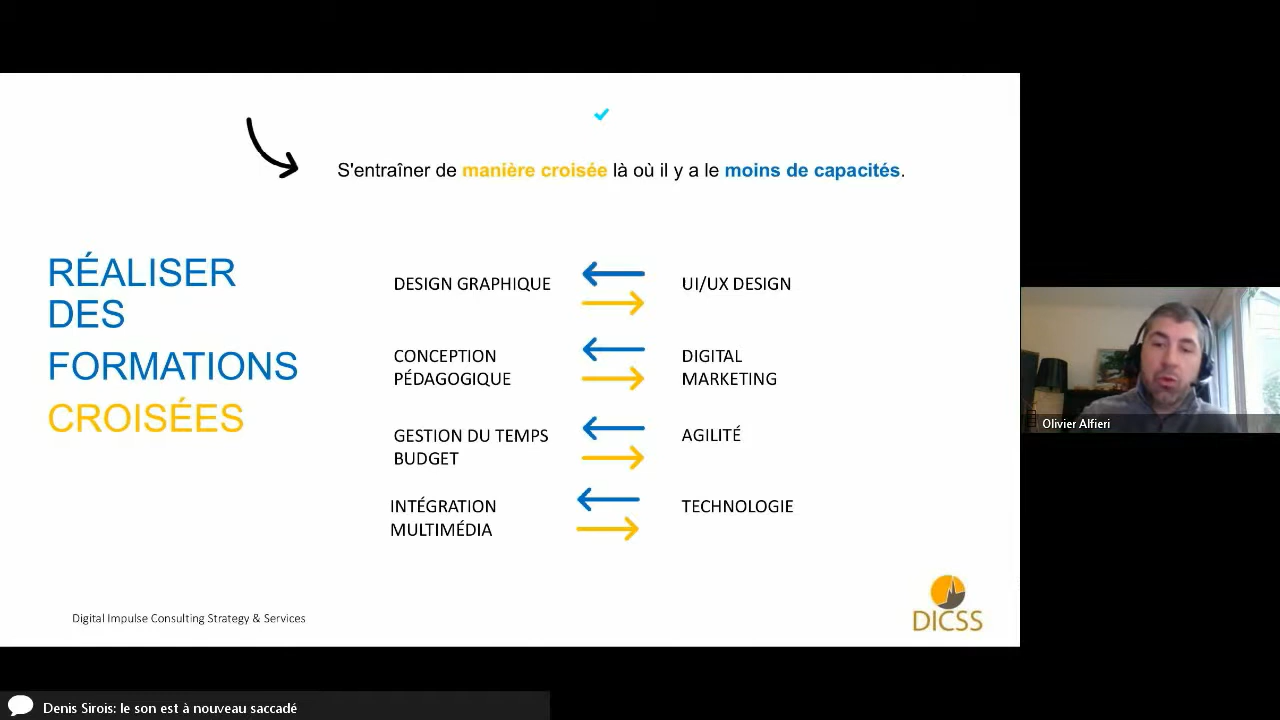 S'entraîner de manière croisée là où il y a le moins de capacités.
RÉALISER
DES
FORMATIONS
CROISÉES
DESIGN GRAPHIQUE
UI/UX DESIGN
CONCEPTION
PÉDAGOGIQUE
DIGITAL
MARKETING
GESTION DU TEMPS
BUDGET
AGILITÉ
INTÉGRATION
MULTIMÉDIA
TECHNOLOGIE
Digital Impulse Consulting Strategy & Services
DICSS
Olivier Alfieri
Denis Sirois: le son est à nouveau saccadé